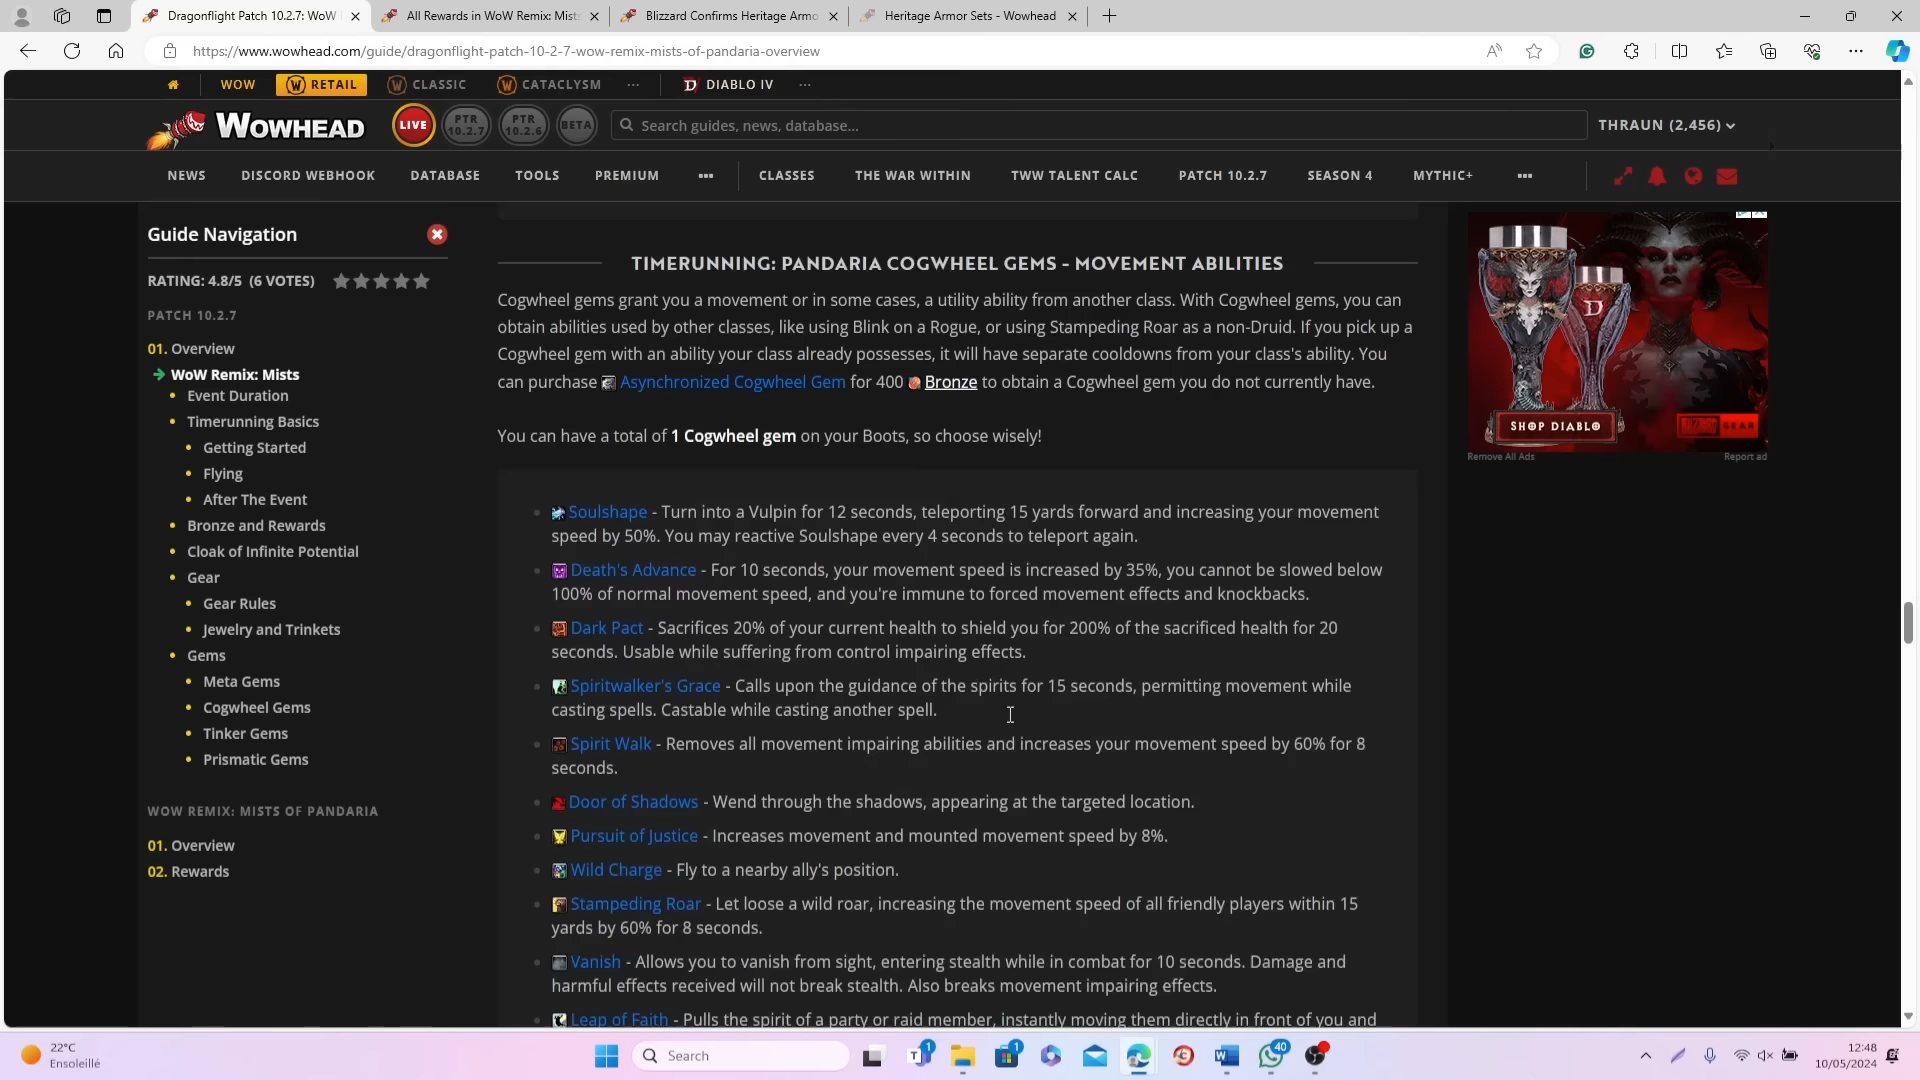 Dragonflight Patch 10.2.7: WoW
All Rewards in WoW Remix: Mists
Blizzard Confirms Heritage Armo
Heritage Armor Sets - Wowhead
https://www.wowhead.com/guide/dragonflight-patch-10-2-7-wow-remix-mists-of-pandaria-overview
WOW RETAIL CLASSIC CATACLYSM ... DIABLO IV ...
WOWHEAD LIVE PTR 10.2.7 PTR 10.2.6 BETA Search guides, news, database... THRAUN (2,456)
NEWS DISCORD WEBHOOK DATABASE TOOLS PREMIUM ... CLASSES THE WAR WITHIN TWW TALENT CALC PATCH 10.2.7 SEASON 4 MYTHIC+ ...
Guide Navigation
RATING: 4.8/5 (6 VOTES)
PATCH 10.2.7
01. Overview
WoW Remix: Mists
Event Duration
Timerunning Basics
Getting Started
Flying
After The Event
Bronze and Rewards
Cloak of Infinite Potential
Gear
Gear Rules
Jewelry and Trinkets
Gems
Meta Gems
Cogwheel Gems
Tinker Gems
Prismatic Gems
WOW REMIX: MISTS OF PANDARIA
01. Overview
02. Rewards
TIMERUNNING: PANDARIA COGWHEEL GEMS - MOVEMENT ABILITIES
Cogwheel gems grant you a movement or in some cases, a utility ability from another class. With Cogwheel gems, you can
obtain abilities used by other classes, like using Blink on a Rogue, or using Stampeding Roar as a non-Druid. If you pick up a
Cogwheel gem with an ability your class already possesses, it will have separate cooldowns from your class's ability. You
can purchase Asynchronized Cogwheel Gem for 400 Bronze to obtain a Cogwheel gem you do not currently have.
You can have a total of 1 Cogwheel gem on your Boots, so choose wisely!
Soulshape - Turn into a Vulpin for 12 seconds, teleporting 15 yards forward and increasing your movement
speed by 50%. You may reactive Soulshape every 4 seconds to teleport again.
Death's Advance - For 10 seconds, your movement speed is increased by 35%, you cannot be slowed below
100% of normal movement speed, and you're immune to forced movement effects and knockbacks.
Dark Pact - Sacrifices 20% of your current health to shield you for 200% of the sacrificed health for 20
seconds. Usable while suffering from control impairing effects.
Spiritwalker's Grace - Calls upon the guidance of the spirits for 15 seconds, permitting movement while
casting spells. Castable while casting another spell.
Spirit Walk - Removes all movement impairing abilities and increases your movement speed by 60% for 8
seconds.
Door of Shadows - Wend through the shadows, appearing at the targeted location.
Pursuit of Justice - Increases movement and mounted movement speed by 8%.
Wild Charge - Fly to a nearby ally's position.
Stampeding Roar - Let loose a wild roar, increasing the movement speed of all friendly players within 15
yards by 60% for 8 seconds.
Vanish - Allows you to vanish from sight, entering stealth while in combat for 10 seconds. Damage and
harmful effects received will not break stealth. Also breaks movement impairing effects.
Leap of Faith - Pulls the spirit of a party or raid member, instantly moving them directly in front of you and
SHOP DIABLO
GEAR
Remove All Ads Report ad
22°C
Ensoleillé
Search
1
1
40
12:48
10/05/2024